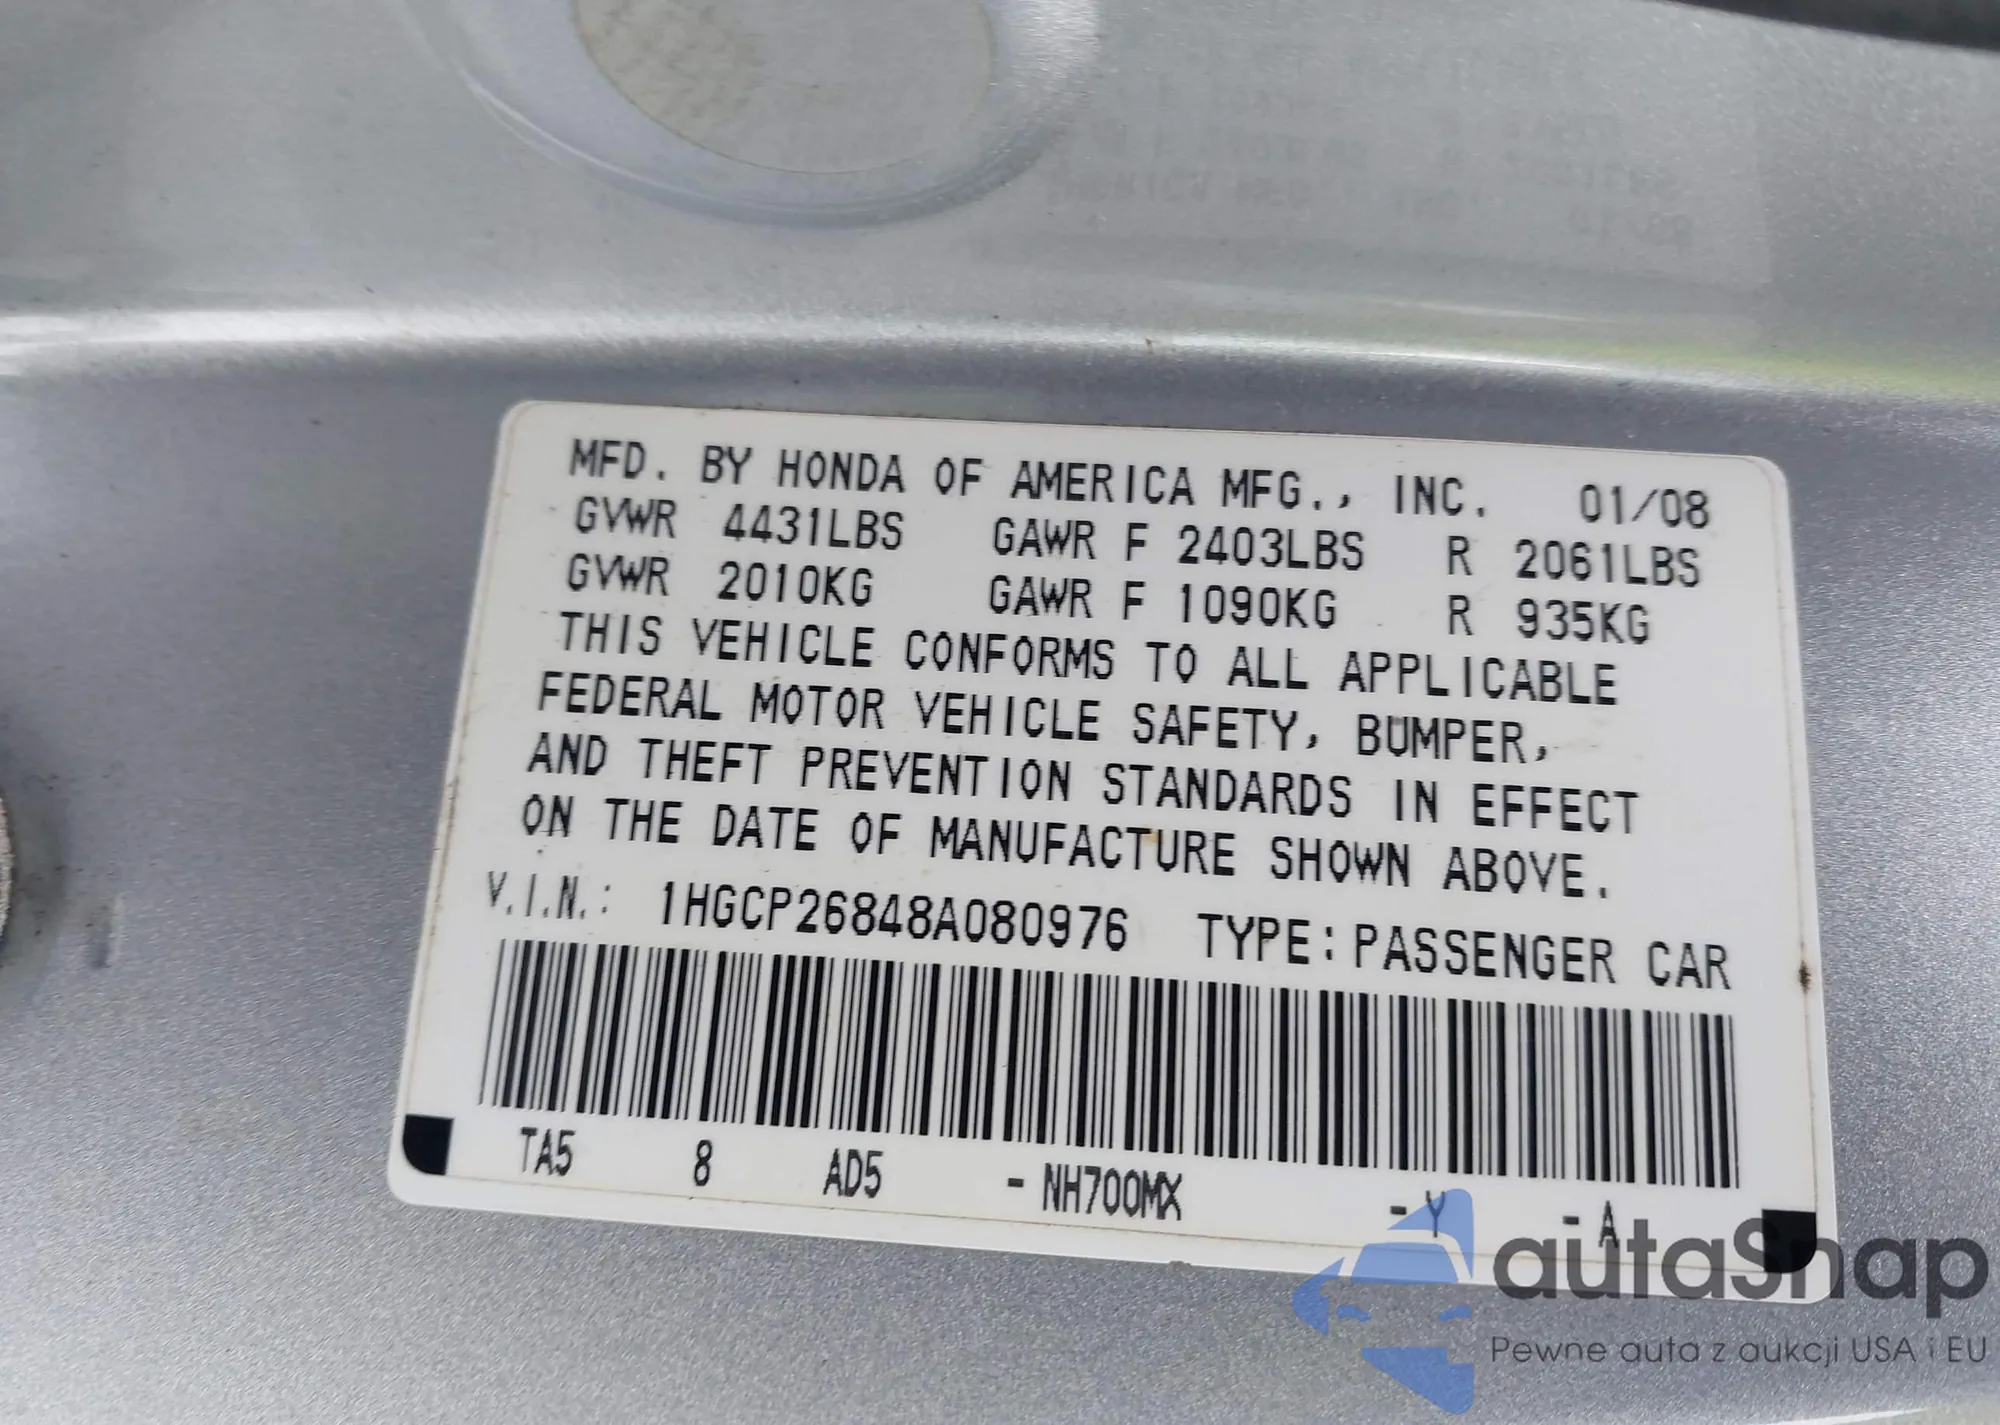 MFD. BY HONDA OF AMERICA MFG., INC. 01/08
GVWR 4431LBS GAWR F 2403LBS R 2061LBS
GVWR 2010KG GAWR F 1090KG R 935KG
THIS VEHICLE CONFORMS TO ALL APPLICABLE
FEDERAL MOTOR VEHICLE SAFETY, BUMPER,
AND THEFT PREVENTION STANDARDS IN EFFECT
ON THE DATE OF MANUFACTURE SHOWN ABOVE.
V.I.N.: 1HGCP26848A080976 TYPE: PASSENGER CAR
TA5 8 AD5 - NH700MX - Y - A
autaSnap
Pewne auta z aukcji USA i EU